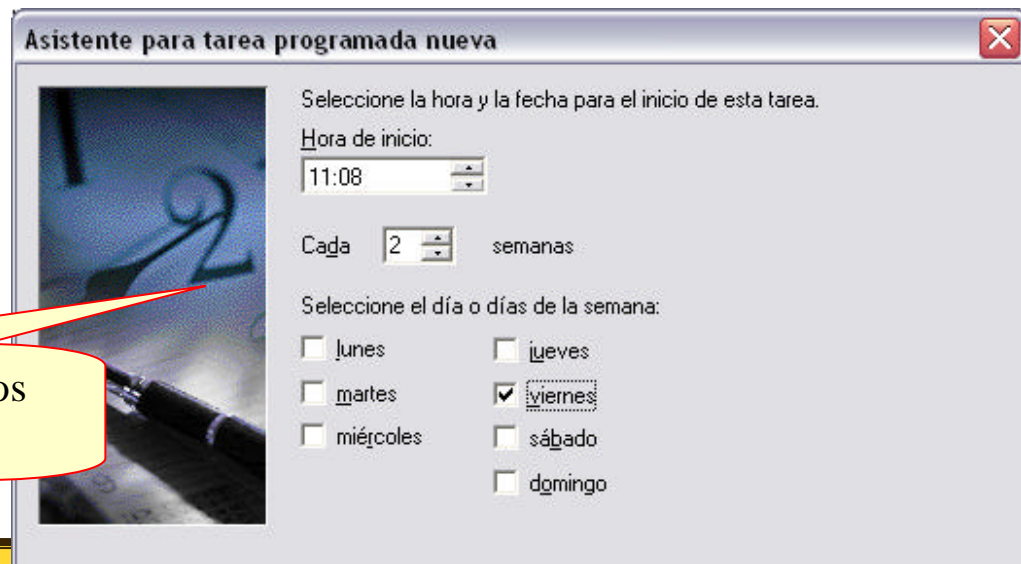 Asistente para tarea programada nueva
Seleccione la hora y la fecha para el inicio de esta tarea.
Hora de inicio:
11:08
Cada 2 semanas
Seleccione el día o días de la semana:
lunes
martes
miércoles
jueves
viernes
sábado
domingo
os
2